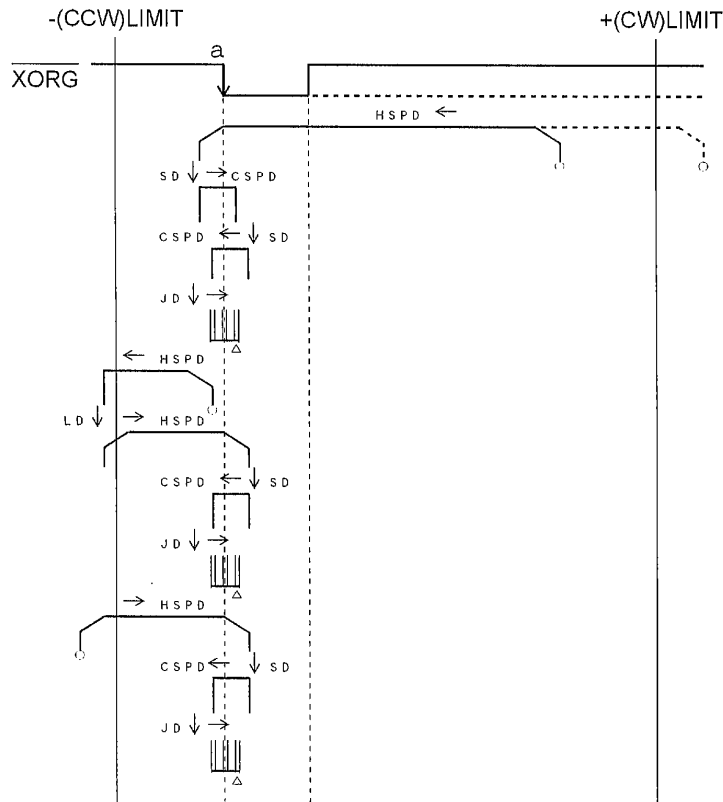 -(CCW)LIMIT +(CW)LIMIT
a
XORG
HSPD
SD CSPD
CSPD SD
JD
HSPD
LD HSPD
CSPD SD
JD
HSPD
CSPD SD
JD